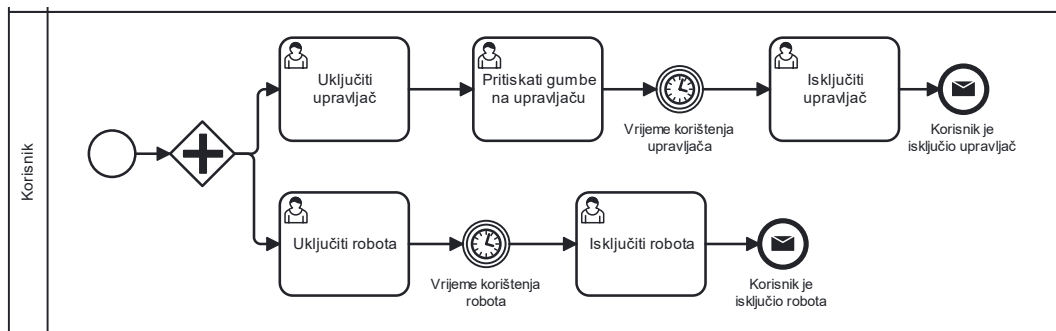 Korisnik
Uključiti
upravljač
Pritiskati gumbe
na upravljaču
Vrijeme korištenja
upravljača
Isključiti
upravljač
Korisnik je
isključio upravljač
Uključiti robota
Vrijeme korištenja
robota
Isključiti robota
Korisnik je
isključio robota